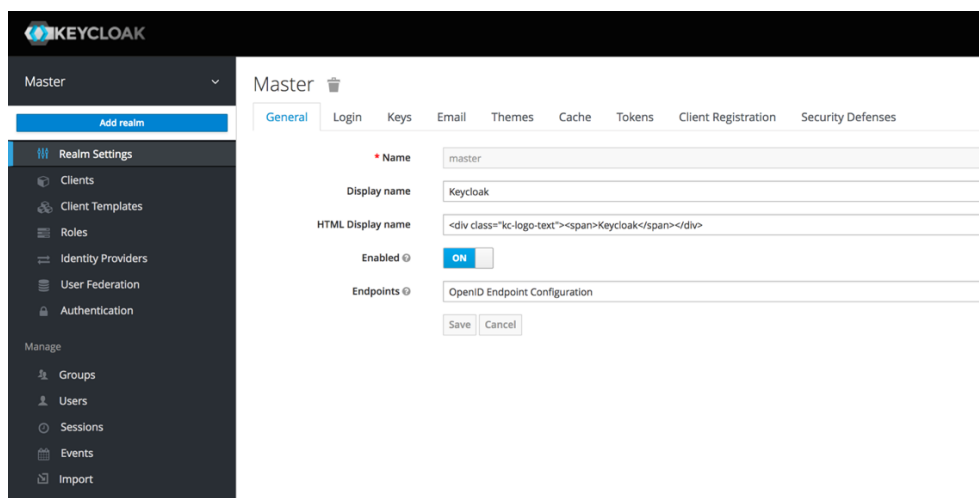 KEYCLOAK
Master
Add realm
Realm Settings
Clients
Client Templates
Roles
Identity Providers
User Federation
Authentication
Manage
Groups
Users
Sessions
Events
Import
Master
General Login Keys Email Themes Cache Tokens Client Registration Security Defenses
* Name master
Display name Keycloak
HTML Display name <div class="kc-logo-text"><span>Keycloak</span></div>
Enabled ON
Endpoints OpenID Endpoint Configuration
Save Cancel